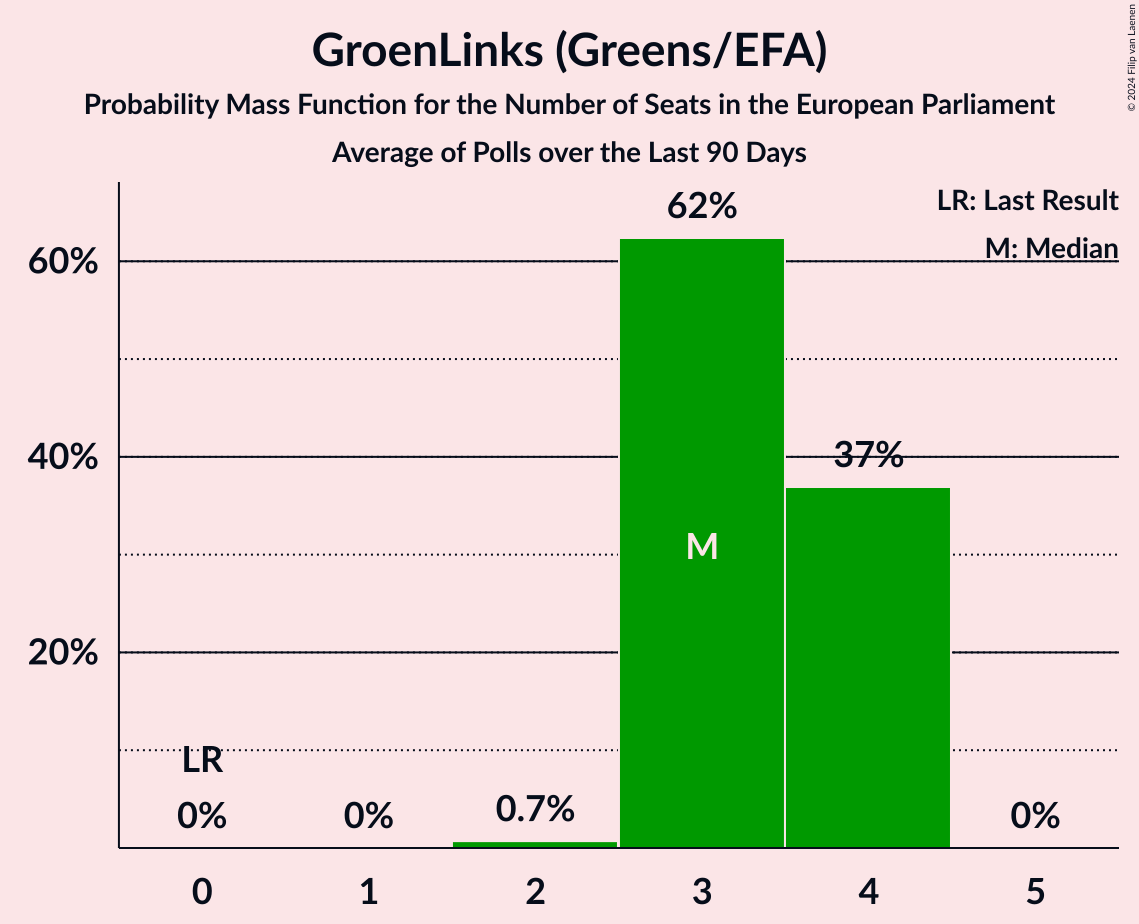 GroenLinks (Greens/EFA)
Probability Mass Function for the Number of Seats in the European Parliament
Average of Polls over the Last 90 Days
© 2024 Filip van Laenen
LR: Last Result
M: Median
62%
60%
37%
40%
M
20%
LR
0%
0%
0.7%
0%
0
1
2
3
4
5